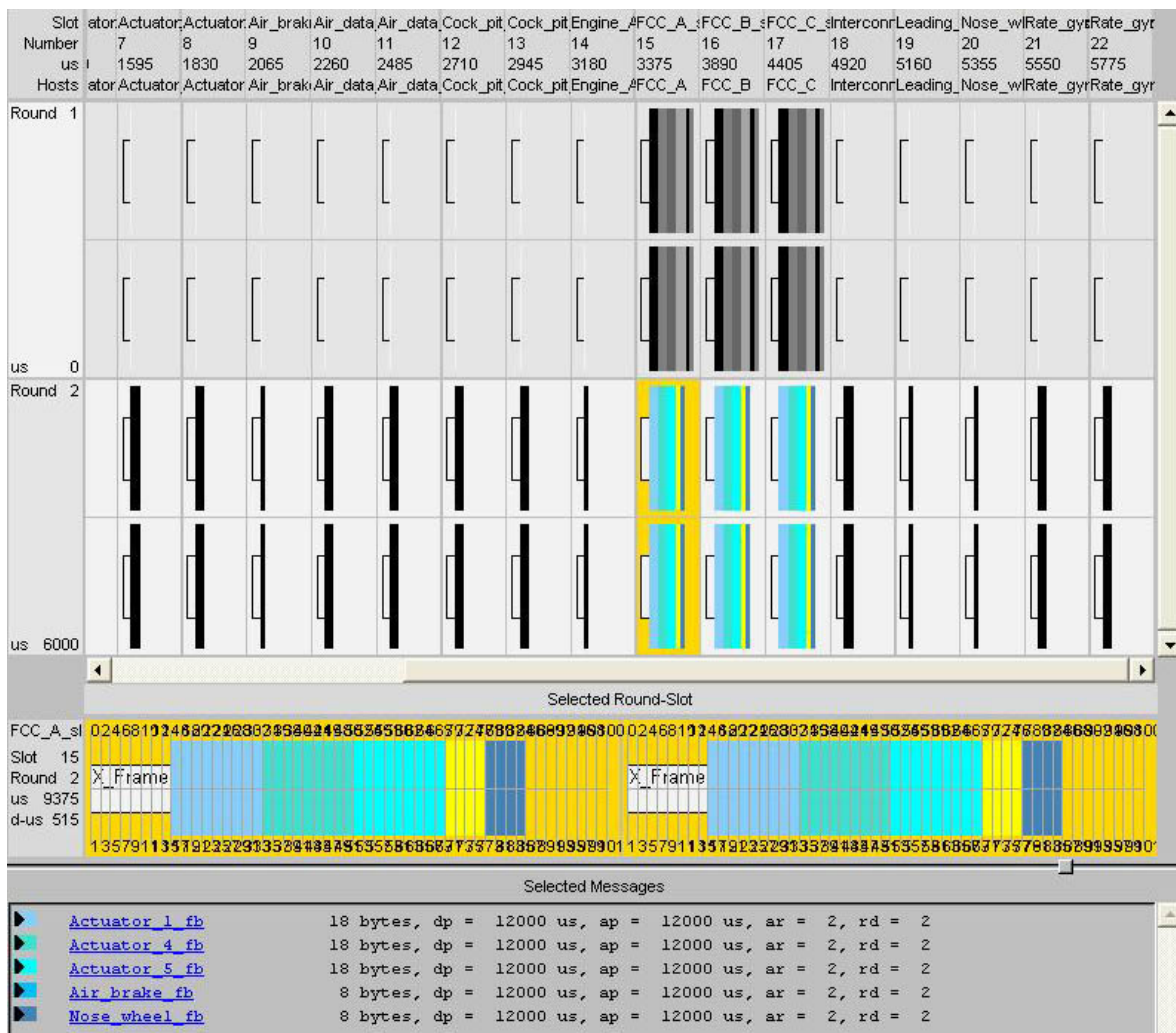 Slot ator Actuator Actuator Air_brak Air_data Air_data Cock_pit Cock_pit Engine_A FCC_A_s FCC_B_s FCC_C_s Interconr Leading_ Nose_wl Rate_gyr Rate_gyr
Number 7 8 9 10 11 12 13 14 15 16 17 18 19 20 21 22
us 1595 1830 2065 2260 2485 2710 2945 3180 3375 3890 4405 4920 5160 5355 5550 5775
Hosts ator Actuator Actuator Air_brak Air_data Air_data Cock_pit Cock_pit Engine_A FCC_A FCC_B FCC_C Interconr Leading_ Nose_wl Rate_gyr Rate_gyr
Round 1
us 0
Round 2
us 6000
Selected Round-Slot
FCC_A_sl
Slot 15
Round 2 X_Frame X_Frame
us 9375
d-us 515
Selected Messages
Actuator_1_fb 18 bytes, dp = 12000 us, ap = 12000 us, ar = 2, rd = 2
Actuator_4_fb 18 bytes, dp = 12000 us, ap = 12000 us, ar = 2, rd = 2
Actuator_5_fb 18 bytes, dp = 12000 us, ap = 12000 us, ar = 2, rd = 2
Air_brake_fb 8 bytes, dp = 12000 us, ap = 12000 us, ar = 2, rd = 2
Nose_wheel_fb 8 bytes, dp = 12000 us, ap = 12000 us, ar = 2, rd = 2